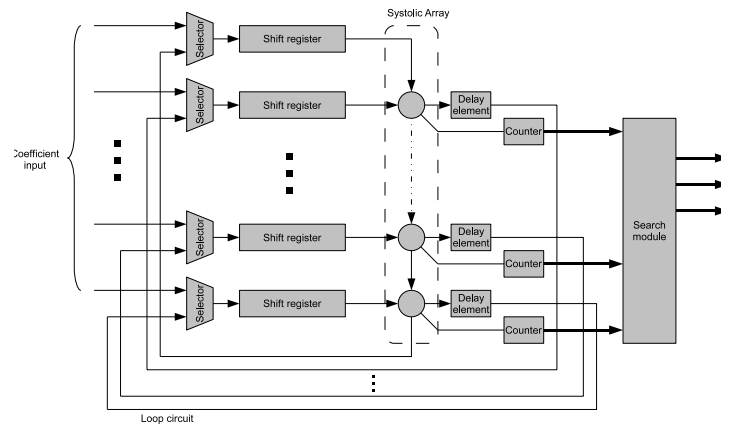 Systolic Array
Selector
Shift register
Selector
Shift register
Delay
element
Counter
Coefficient
input
Selector
Shift register
Delay
element
Search
module
Counter
Selector
Shift register
Delay
element
Counter
Loop circuit